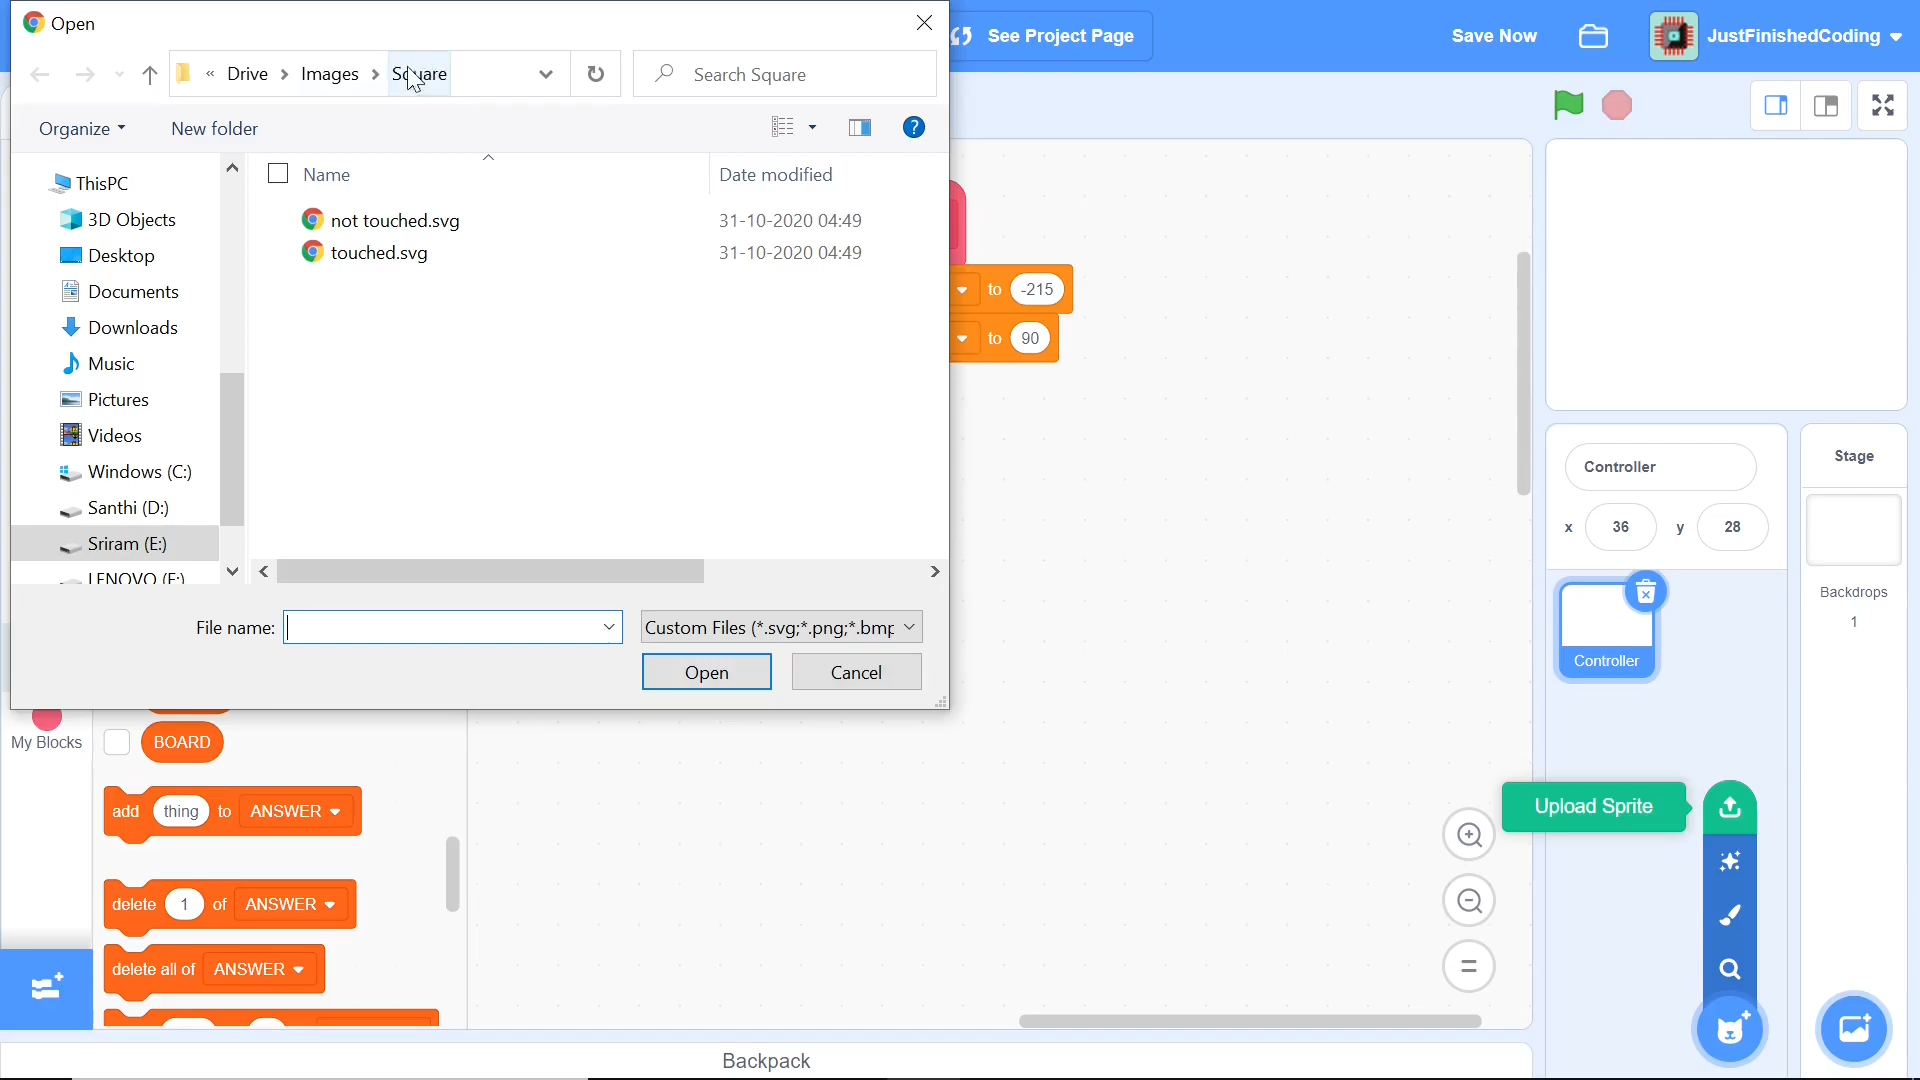 Open
« Drive > Images > Square
Search Square
Organize
New folder
Name
Date modified
ThisPC
3D Objects
Desktop
Documents
Downloads
Music
Pictures
Videos
Windows (C:)
Santhi (D:)
Sriram (E:)
LENOVO (F:)
not touched.svg 31-10-2020 04:49
touched.svg 31-10-2020 04:49
File name:
Custom Files (*.svg;*.png;*.bmp
Open
Cancel
See Project Page
Save Now
JustFinishedCoding
to -215
to 90
My Blocks
BOARD
add thing to ANSWER
delete 1 of ANSWER
delete all of ANSWER
Controller
x 36 y 28
Controller
Stage
Backdrops
1
Upload Sprite
Backpack